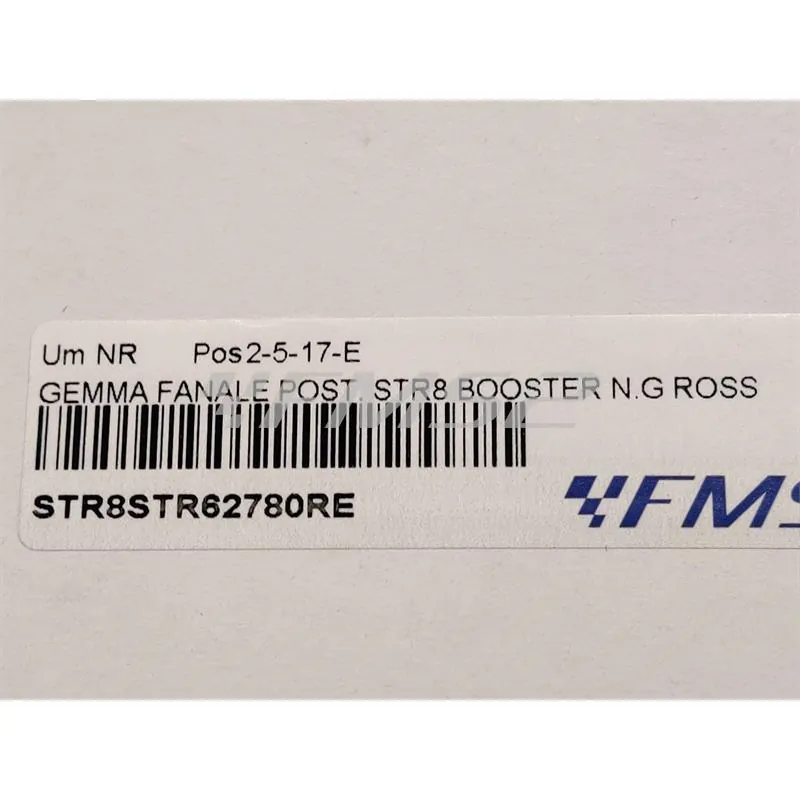 Um NR Pos2-5-17-E
GEMMA FANALE POST. STR8 BOOSTER N.G ROSS
STR8STR62780RE
FMS